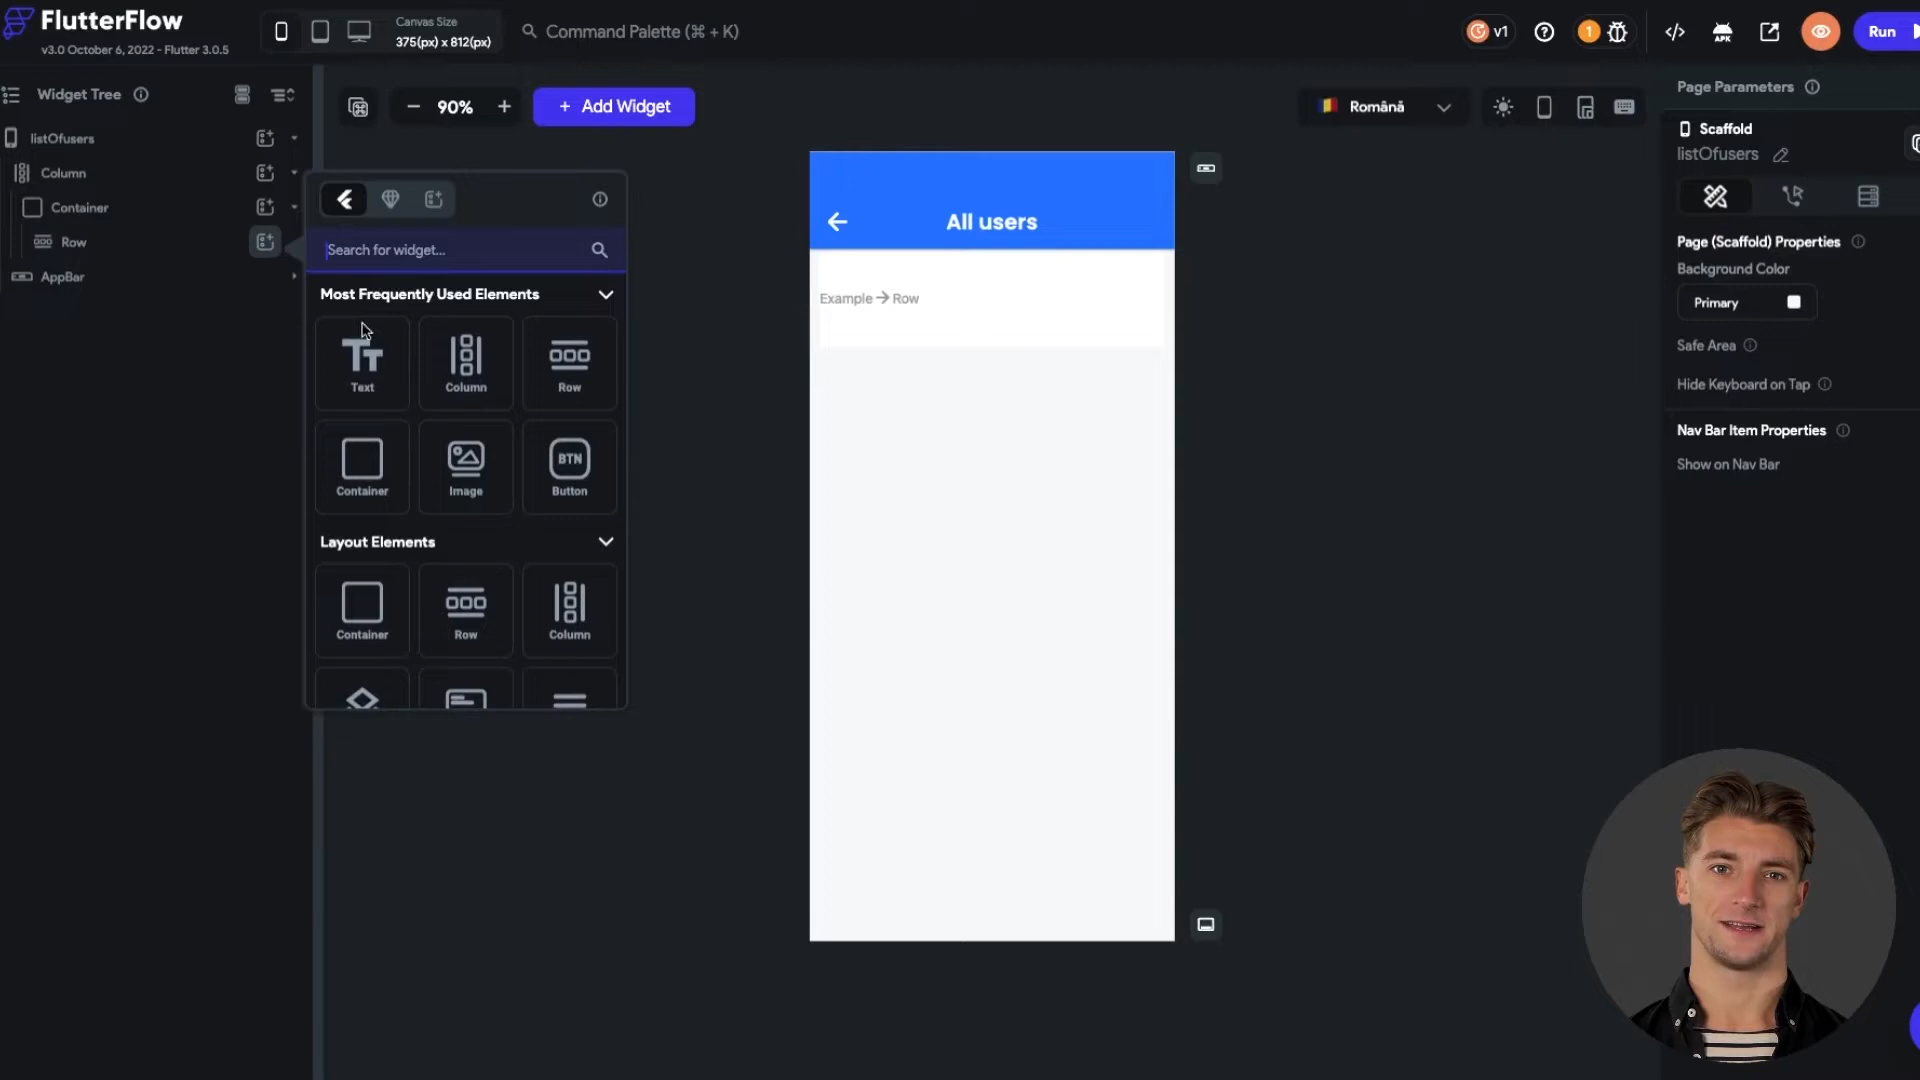 FlutterFlow
v3.0 October 6, 2022 - Flutter 3.0.5
Canvas Size
375(px) x 812(px)
Command Palette (⌘ + K)
v1
1
APK
Run
Widget Tree
90%
+ Add Widget
Română
Page Parameters
listOfusers
Column
Container
Row
AppBar
Search for widget...
Most Frequently Used Elements
Text
Column
Row
Container
Image
BTN
Button
Layout Elements
Container
Row
Column
All users
Example → Row
Scaffold
listOfusers
Page (Scaffold) Properties
Background Color
Primary
Safe Area
Hide Keyboard on Tap
Nav Bar Item Properties
Show on Nav Bar